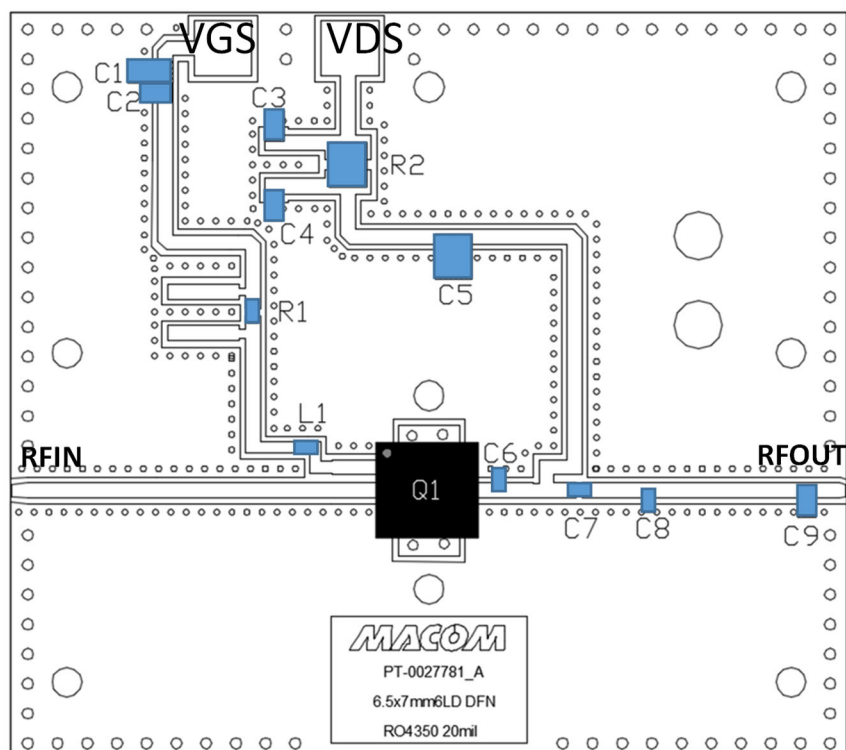 VGS VDS
C1
C2
C3
R2
C4
C5
R1
L1
RFIN
C6
RFOUT
Q1
C7
C8
C9
MACOM
PT-0027781_A
6.5x7mm6LD DFN
RO4350 20mil